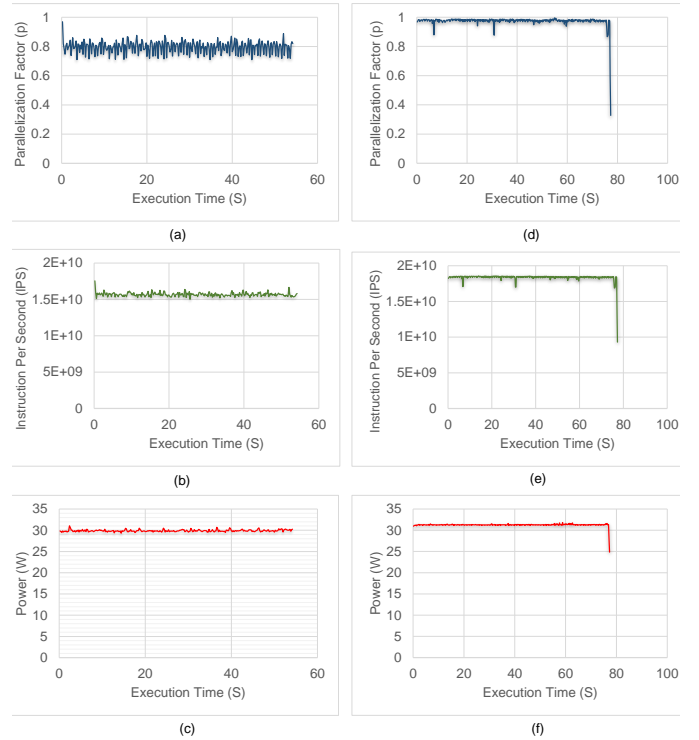 Parallelization Factor (p)
1
0.8
0.6
0.4
0.2
0
0 20 40 60
Execution Time (S)
(a)
Parallelization Factor (p)
1
0.8
0.6
0.4
0.2
0
0 20 40 60 80 100
Execution Time (S)
(d)
Instruction Per Second (IPS)
2E+10
1.5E+10
1E+10
5E+09
0
0 20 40 60
Execution Time (S)
(b)
Instruction Per Second (IPS)
2E+10
1.5E+10
1E+10
5E+09
0
0 20 40 60 80 100
Execution Time (S)
(e)
Power (W)
35
30
25
20
15
10
5
0
0 20 40 60
Execution Time (S)
(c)
Power (W)
35
30
25
20
15
10
5
0
0 20 40 60 80 100
Execution Time (S)
(f)